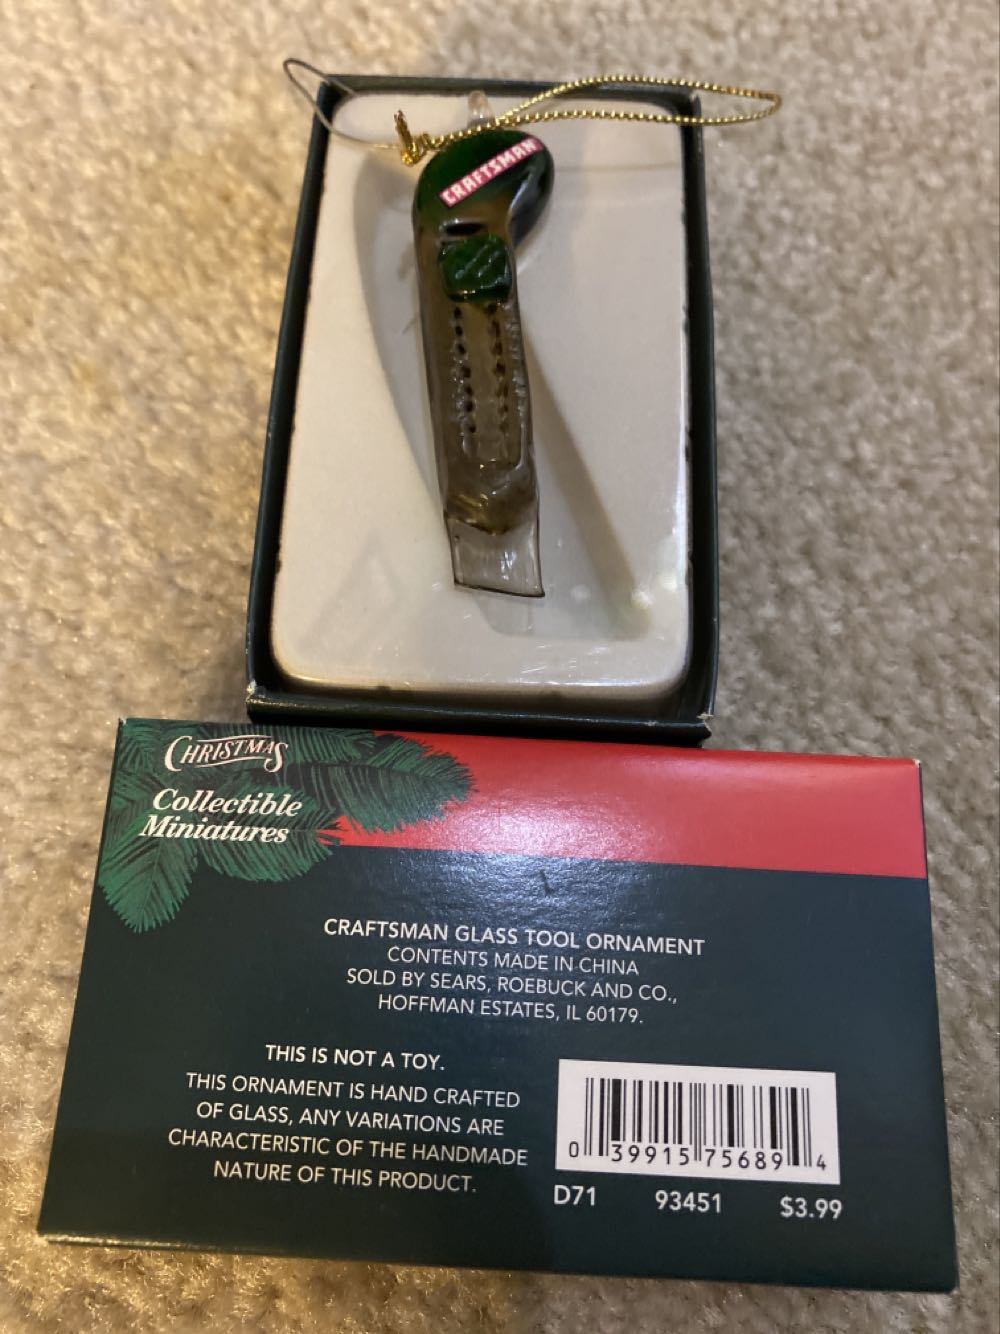 CRAFTSMAN
CHRISTMAS
Collectible
Miniatures
CRAFTSMAN GLASS TOOL ORNAMENT
CONTENTS MADE IN CHINA
SOLD BY SEARS, ROEBUCK AND CO.,
HOFFMAN ESTATES, IL 60179.
THIS IS NOT A TOY.
THIS ORNAMENT IS HAND CRAFTED
OF GLASS, ANY VARIATIONS ARE
CHARACTERISTIC OF THE HANDMADE
NATURE OF THIS PRODUCT.
0 39915 75689 4
D71 93451 $3.99